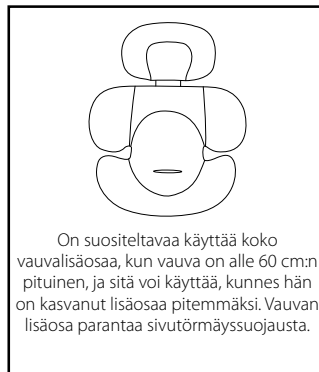 On suositeltavaa käyttää koko
vauvalisäosaa, kun vauva on alle 60 cm:n
pituinen, ja sitä voi käyttää, kunnes hän
on kasvanut lisäosaa pitemmäksi. Vauvan
lisäosa parantaa sivutörmäyssuojausta.